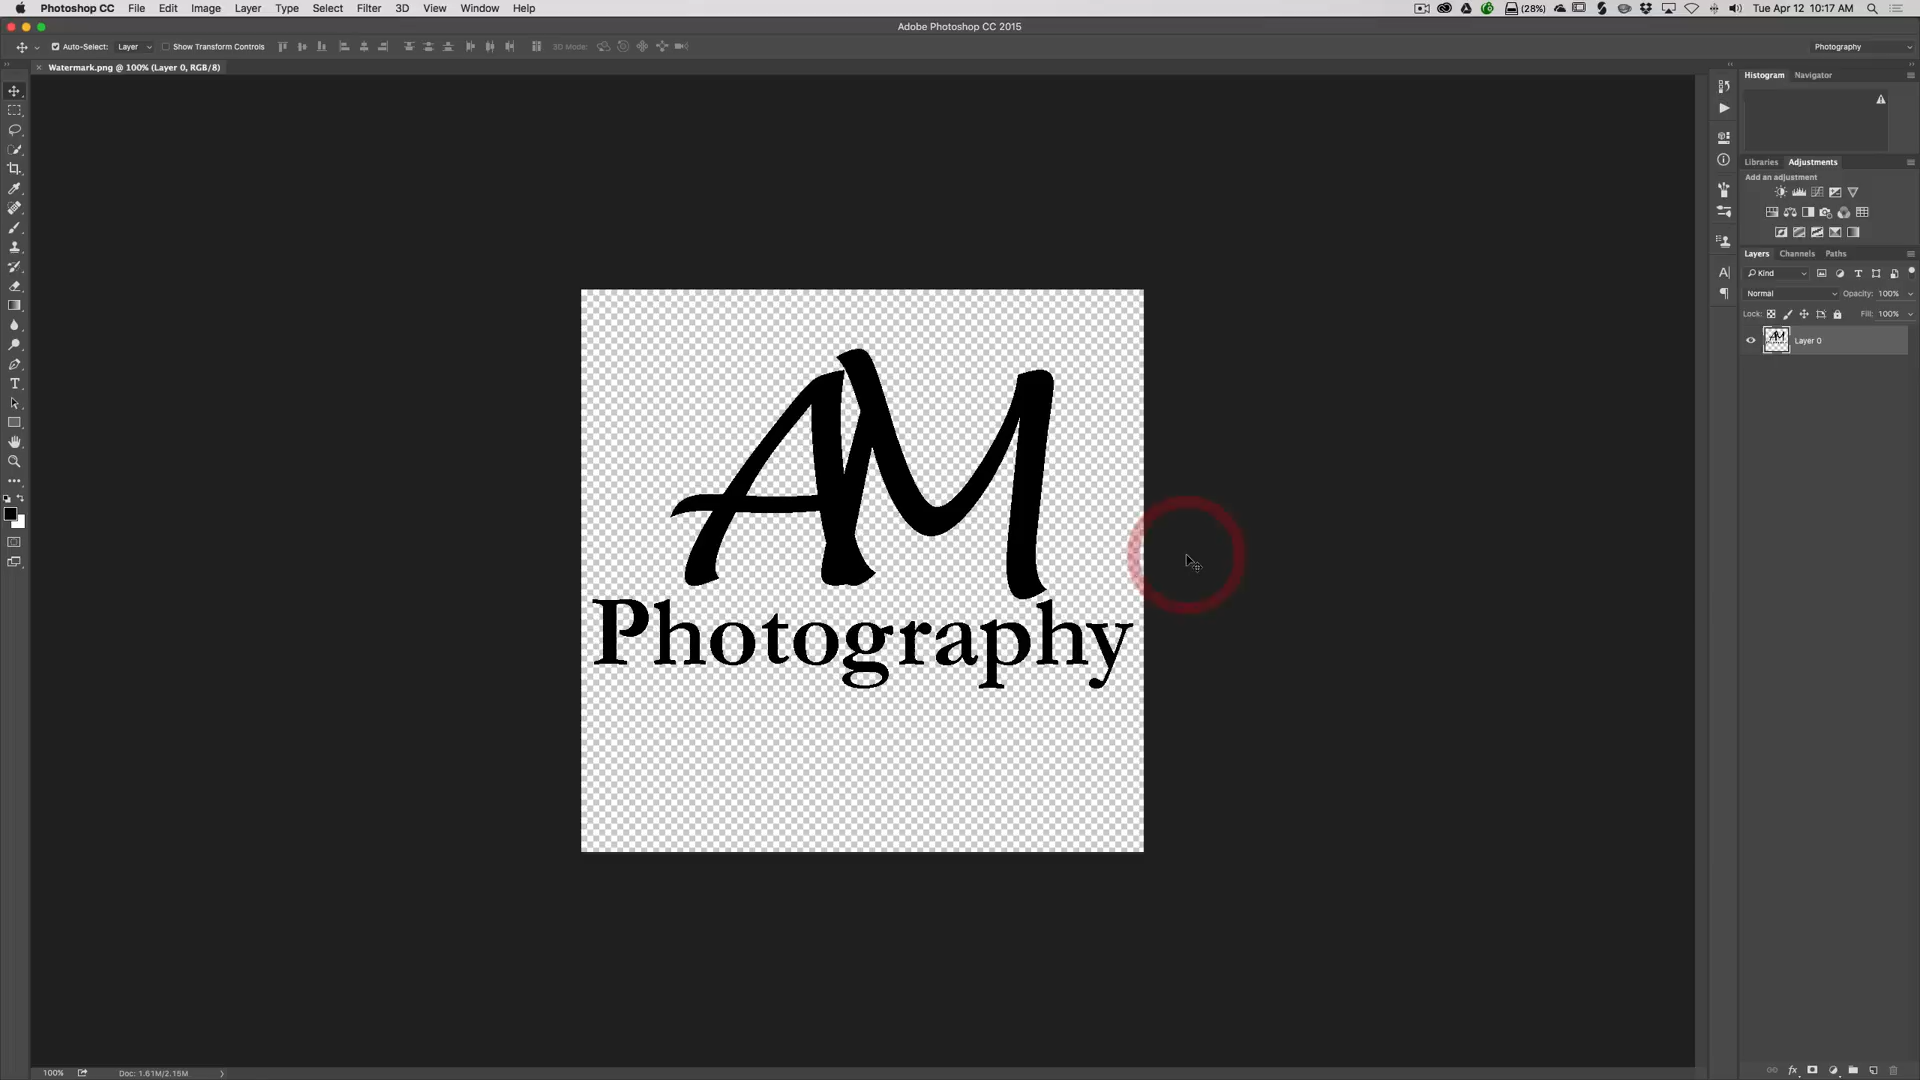 Photoshop CC File Edit Image Layer Type Select Filter 3D View Window Help (28%) Tue Apr 12 10:17 AM
Adobe Photoshop CC 2015
Auto-Select: Layer Show Transform Controls 3D Mode: Photography
Watermark.png @ 100% (Layer 0, RGB/8)
Histogram Navigator
Libraries Adjustments
Add an adjustment
Layers Channels Paths
Kind
Normal Opacity: 100%
Lock: Fill: 100%
Layer 0
AM
Photography
100% Doc: 1.61M/2.15M